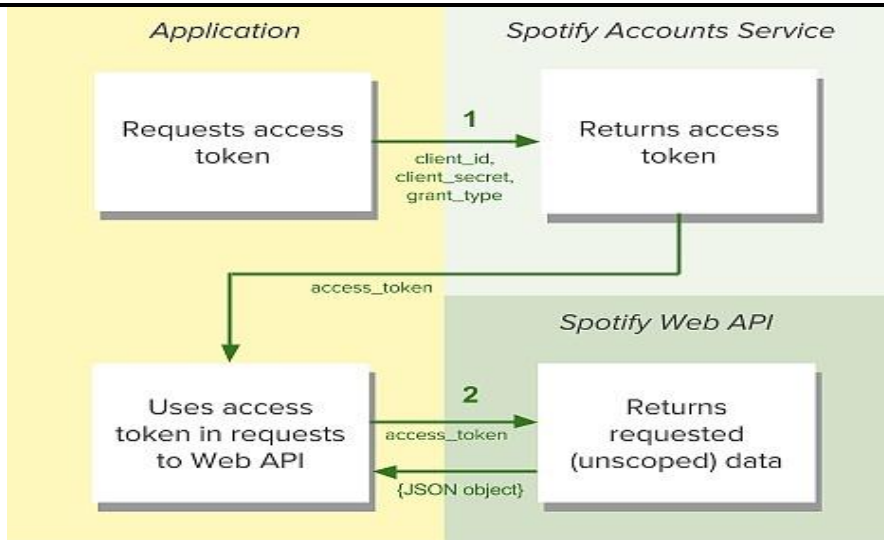 Application
Spotify Accounts Service
Requests access
token
1
client_id,
client_secret,
grant_type
Returns access
token
access_token
Spotify Web API
Uses access
token in requests
to Web API
2
access_token
{JSON object}
Returns
requested
(unscoped) data